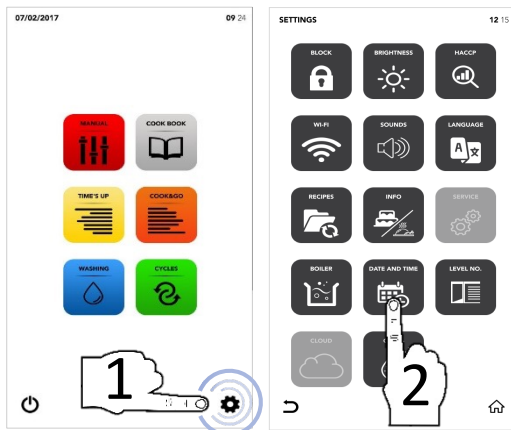 07/02/2017 09 24
MANUAL COOK BOOK
TIME'S UP COOK&GO
WASHING CYCLES
1
SETTINGS 12 15
BLOCK BRIGHTNESS HACCP
WI-FI SOUNDS LANGUAGE
A
RECIPES INFO SERVICE
BOILER DATE AND TIME LEVEL NO.
CLOUD
2